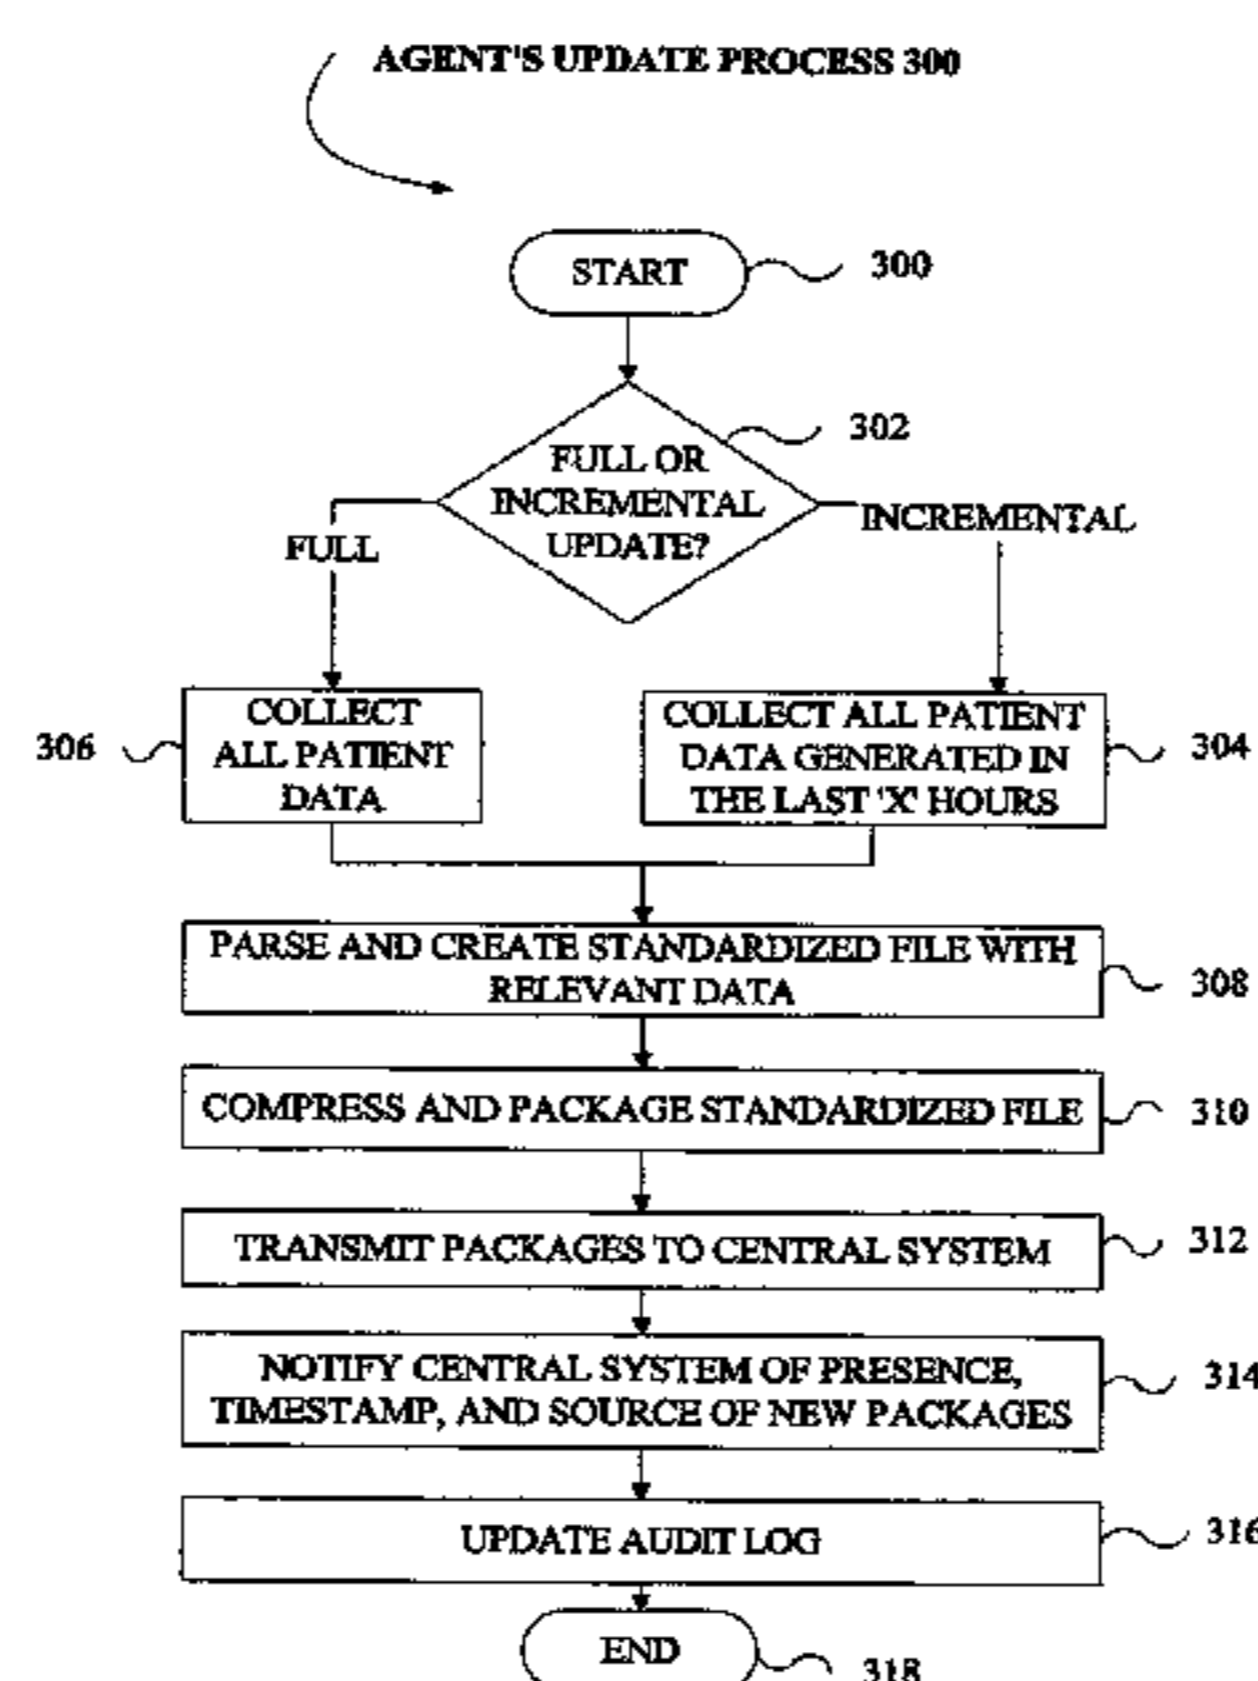 AGENT'S UPDATE PROCESS 300
START
300
302
FULL OR
INCREMENTAL
UPDATE?
FULL
INCREMENTAL
306
COLLECT
ALL PATIENT
DATA
COLLECT ALL PATIENT
DATA GENERATED IN
THE LAST 'X' HOURS
304
PARSE AND CREATE STANDARDIZED FILE WITH
RELEVANT DATA
308
COMPRESS AND PACKAGE STANDARDIZED FILE
310
TRANSMIT PACKAGES TO CENTRAL SYSTEM
312
NOTIFY CENTRAL SYSTEM OF PRESENCE,
TIMESTAMP, AND SOURCE OF NEW PACKAGES
314
UPDATE AUDIT LOG
316
END
318